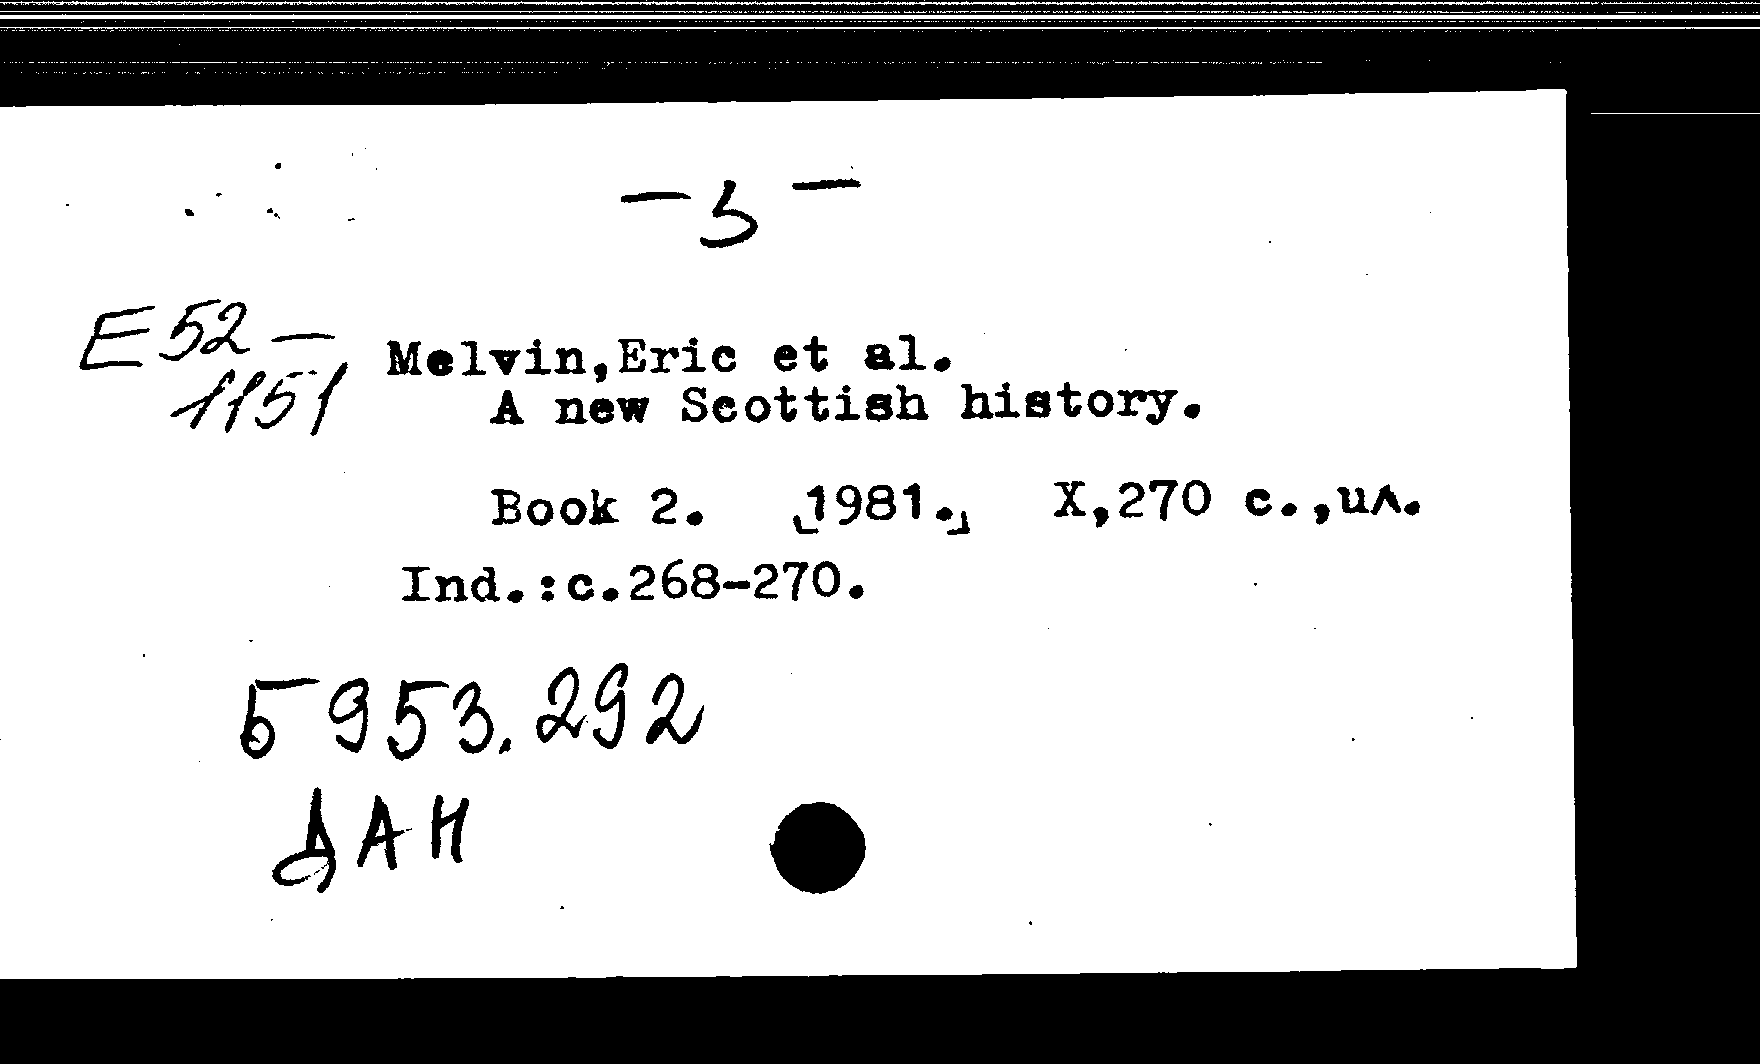 – 3 –
E 52 –
1151
Melvin,Eric et al.
A new Scottish history.
Book 2. [1981.] X,270 c.,ил.
Ind.:c.268-270.
Б 953.292
ДАН